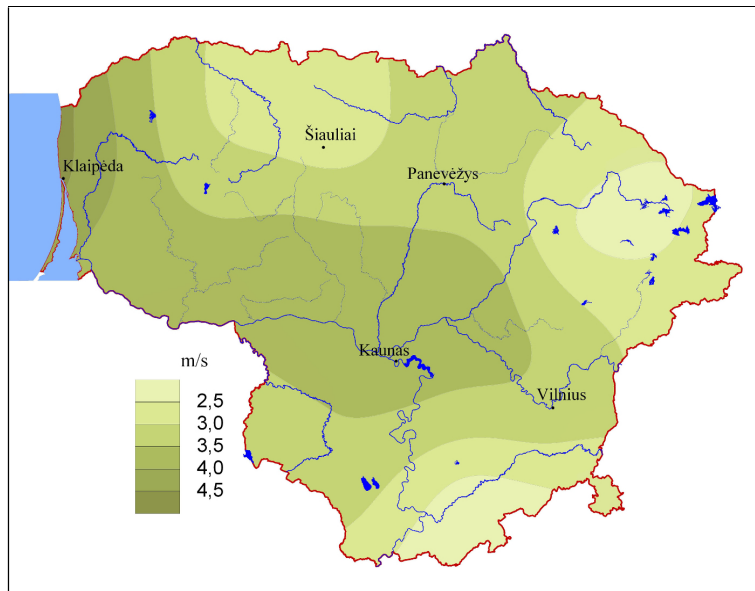 Šiauliai
Klaipėda
Panevėžys
Kaunas
m/s
Vilnius
2,5
3,0
3,5
4,0
4,5